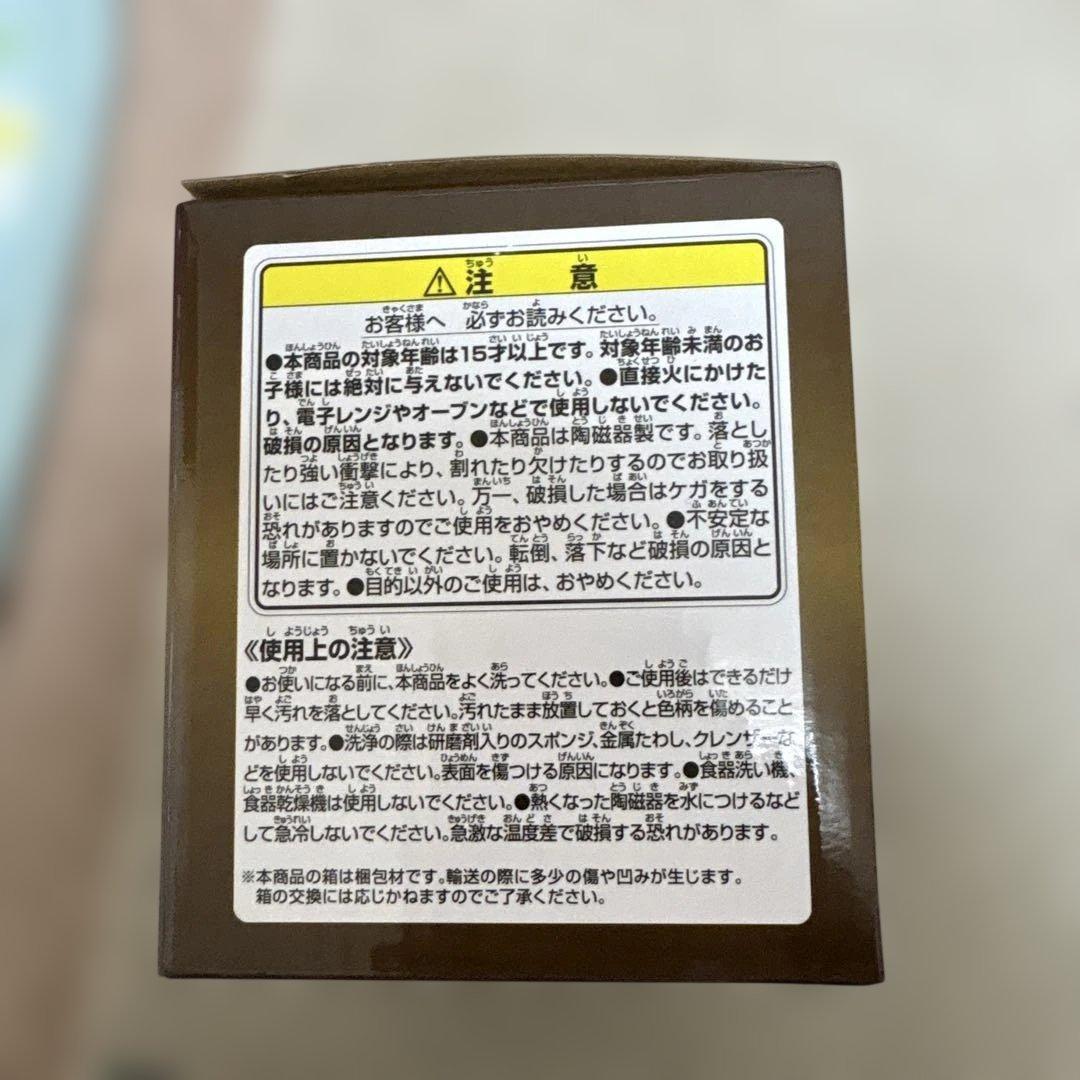 ⚠注 意
お客様へ 必ずお読みください。
●本商品の対象年齢は15才以上です。対象年齢未満のお
子様には絶対に与えないでください。●直接火にかけた
り、電子レンジやオーブンなどで使用しないでください。
破損の原因となります。●本商品は陶磁器製です。落とし
たり強い衝撃により、割れたり欠けたりするのでお取り扱
いにはご注意ください。万一、破損した場合はケガをする
恐れがありますのでご使用をおやめください。●不安定な
場所に置かないでください。転倒、落下など破損の原因と
なります。●目的以外のご使用は、おやめください。
《使用上の注意》
●お使いになる前に、本商品をよく洗ってください。●ご使用後はできるだけ
早く汚れを落としてください。汚れたまま放置しておくと色柄を傷めること
があります。●洗浄の際は研磨剤入りのスポンジ、金属たわし、クレンザーな
どを使用しないでください。表面を傷つける原因になります。●食器洗い機、
食器乾燥機は使用しないでください。●熱くなった陶磁器を水につけるなど
して急冷しないでください。急激な温度差で破損する恐れがあります。
※本商品の箱は梱包材です。輸送の際に多少の傷や凹みが生じます。
箱の交換には応じかねますのでご了承ください。